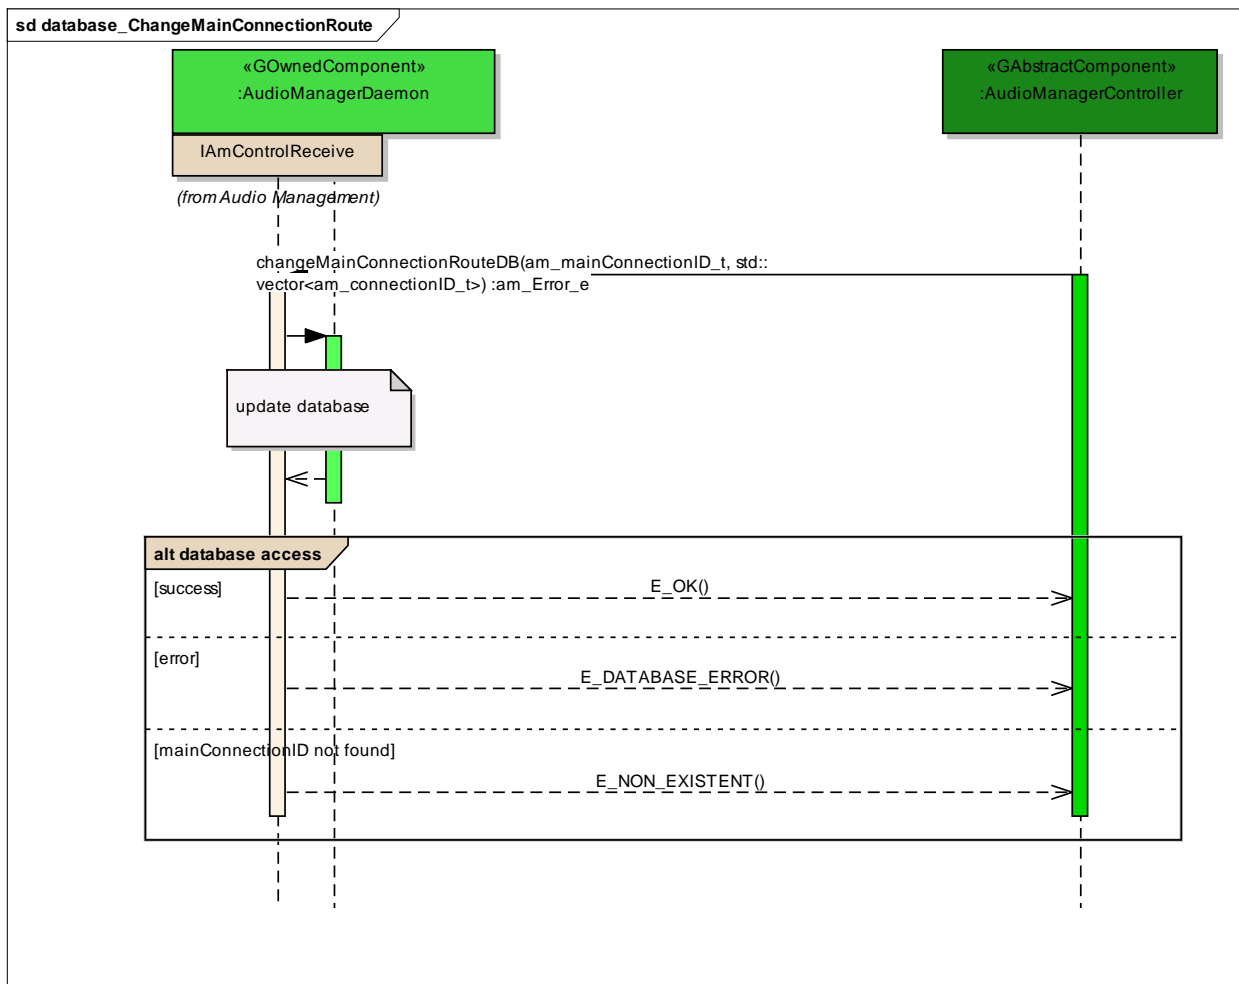 sd database_ChangeMainConnectionRoute
«GOwnedComponent»
:AudioManagerDaemon
«GAbstractComponent»
:AudioManagerController
IAmControlReceive
(from Audio Management)
changeMainConnectionRouteDB(am_mainConnectionID_t, std::
vector<am_connectionID_t>) :am_Error_e
update database
alt database access
[success]
E_OK()
[error]
E_DATABASE_ERROR()
[mainConnectionID not found]
E_NON_EXISTENT()